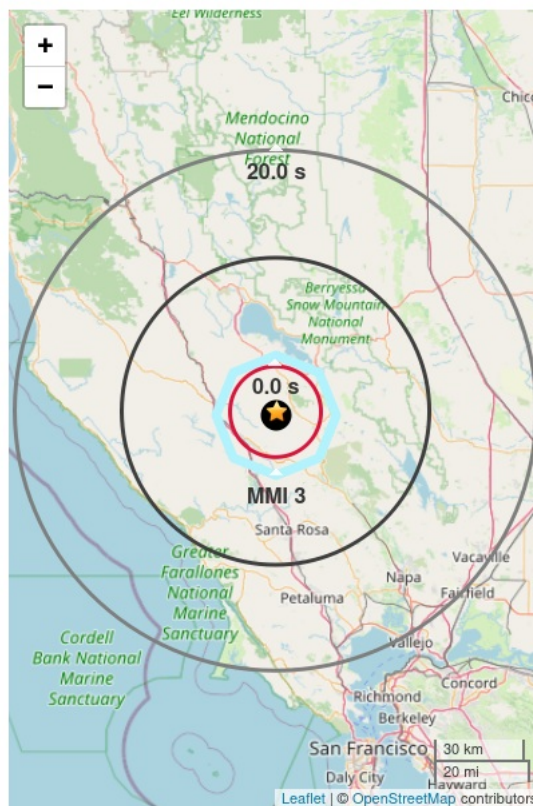 Eel Wilderness
+
−
Chico
Mendocino
National
Forest
20.0 s
Berryessa
Snow Mountain
National
Monument
0.0 s
MMI 3
Santa Rosa
Greater
Farallones
National
Marine
Sanctuary
Vacaville
Napa
Fairfield
Petaluma
Cordell
Bank National
Marine
Sanctuary
Vallejo
Concord
Richmond
Berkeley
San Francisco
30 km
20 mi
Daly City
Hayward
Leaflet | © OpenStreetMap contributors